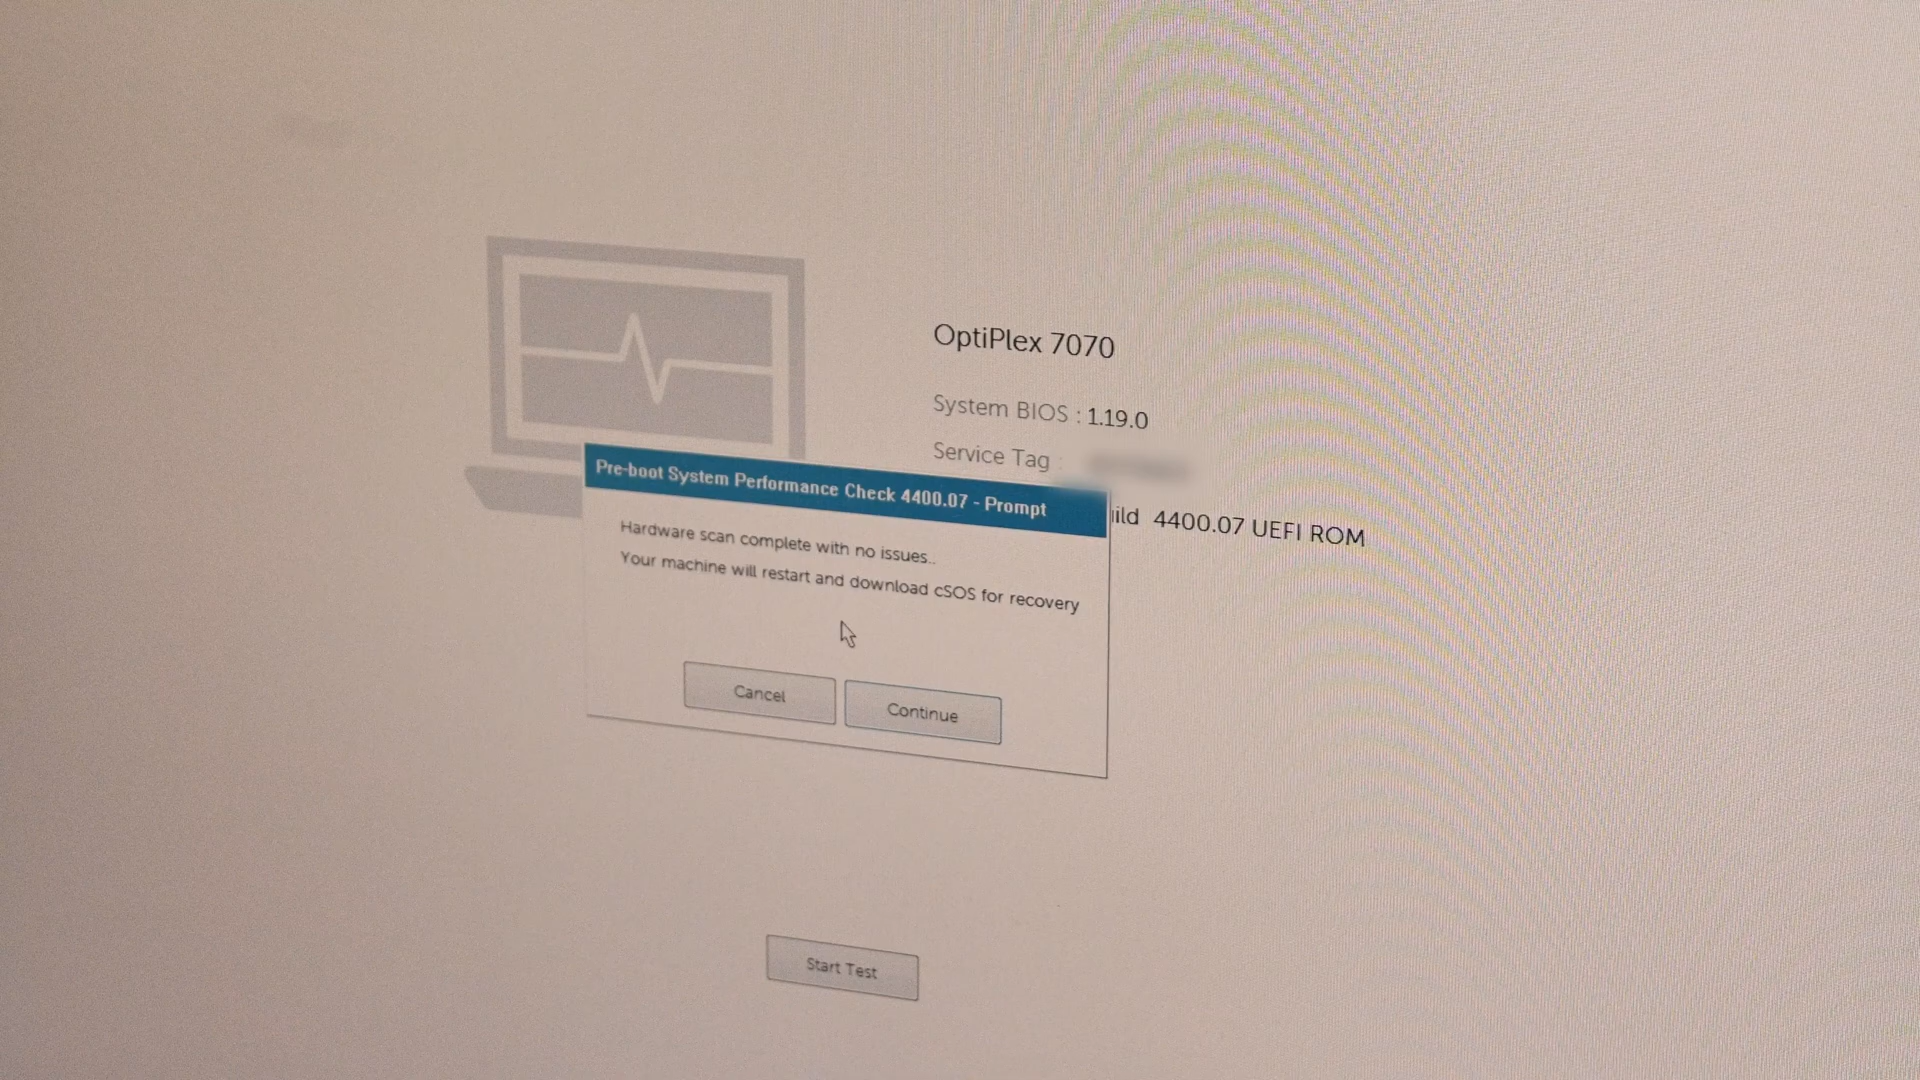 OptiPlex 7070
System BIOS : 1.19.0
Service Tag :
Pre-boot System Performance Check 4400.07 - Prompt
ild 4400.07 UEFI ROM
Hardware scan complete with no issues..
Your machine will restart and download cSOS for recovery
Cancel
Continue
Start Test